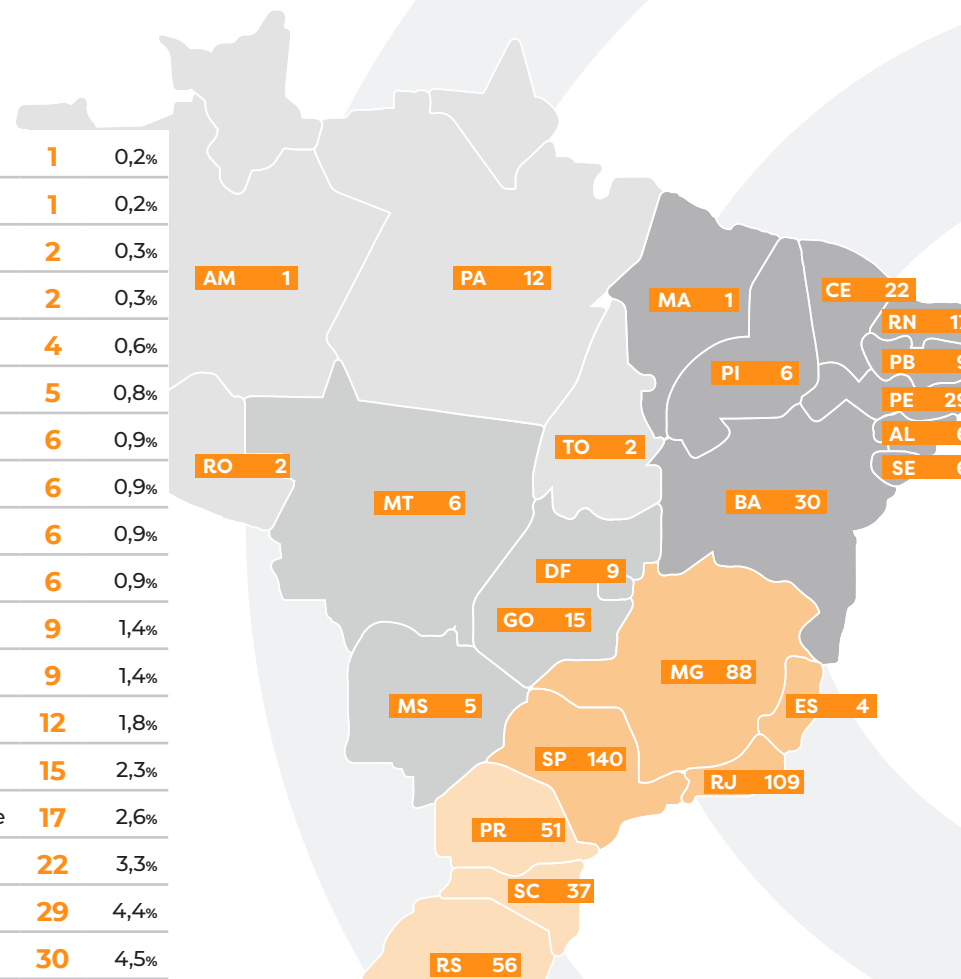 1 0,2%
1 0,2%
2 0,3%
2 0,3%
4 0,6%
5 0,8%
6 0,9%
6 0,9%
6 0,9%
6 0,9%
9 1,4%
9 1,4%
12 1,8%
15 2,3%
e 17 2,6%
22 3,3%
29 4,4%
30 4,5%
AM 1
PA 12
MA 1
CE 22
RN 17
PI 6
PB 9
PE 29
AL 6
SE 6
RO 2
TO 2
MT 6
BA 30
DF 9
GO 15
MG 88
MS 5
ES 4
SP 140
RJ 109
PR 51
SC 37
RS 56